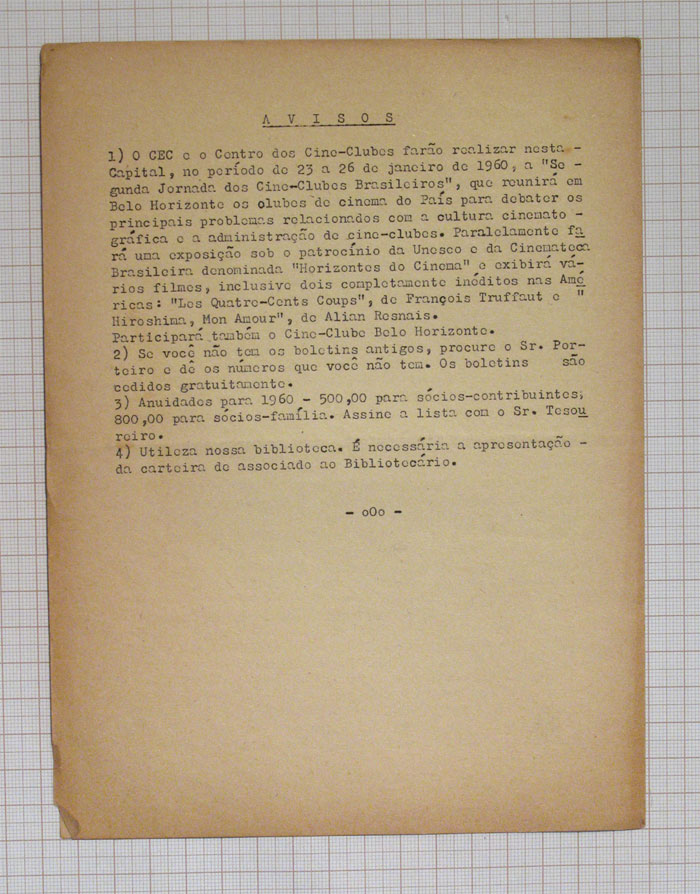 A V I S O S
1) O CEC e o Centro dos Cine-Clubes farão realizar nesta -
Capital, no período de 23 a 26 de janeiro de 1960, a "Se -
gunda Jornada dos Cine-Clubes Brasileiros", que reunirá em
Belo Horizonte os olubes de cinema do País para debater os
principais problemas relacionados com a cultura cinemato -
gráfica e a administração de cine-clubes. Paralelamente fa
rá uma exposição sob o patrocínio da Unesco e da Cinemateca
Brasileira denominada "Horizontes do Cinema" e exibirá vá-
rios filmes, inclusive dois completamente inéditos nas Amé
ricas: "Les Quatre-Cents Coups", de François Truffaut e "
Hiroshima, Mon Amour", de Alian Resnais.
Participará também o Cine-Clube Belo Horizonte.
2) Se você não tem os boletins antigos, procure o Sr. Por-
teiro e dê os números que você não tem. Os boletins são
cedidos gratuitamente.
3) Anuidades para 1960 - 500,00 para sócios-contribuintes;
800,00 para sócios-família. Assine a lista com o Sr. Tesou
reiro.
4) Utileza nossa biblioteca. É necessária a apresentação -
da carteira de associado ao Bibliotecário.
- oOo -